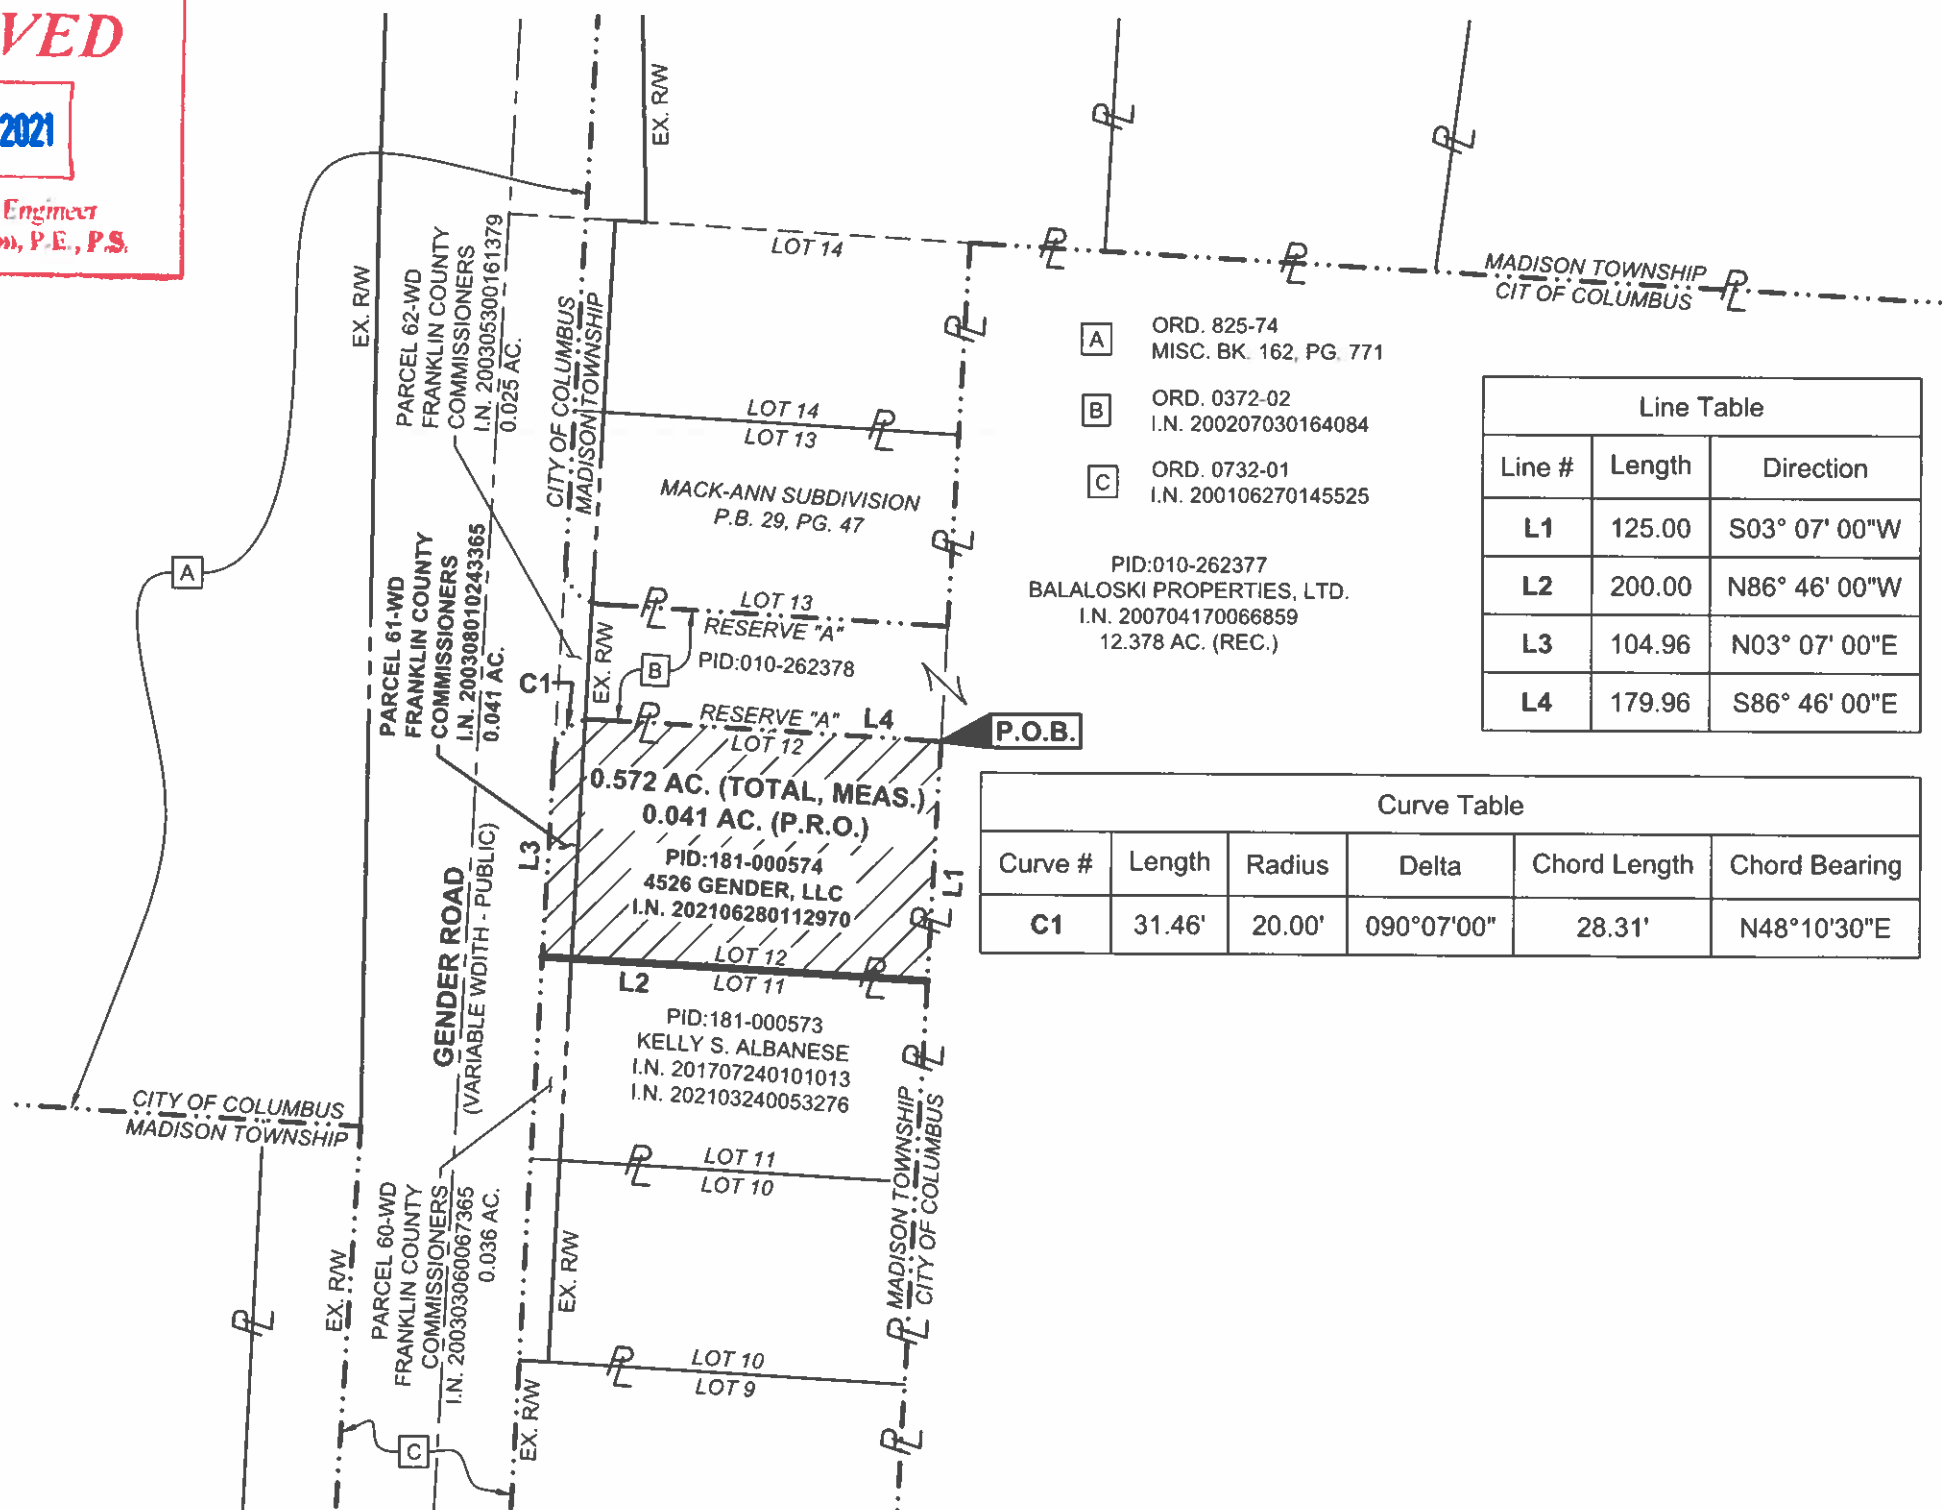 VED
2021
Engineer
P.E., P.S.
EX. R/W
EX. R/W
PARCEL 62-WD
FRANKLIN COUNTY
COMMISSIONERS
I.N. 200305300161379
0.025 AC.
CITY OF COLUMBUS
MADISON TOWNSHIP
LOT 14
MADISON TOWNSHIP
CIT OF COLUMBUS
A
ORD. 825-74
MISC. BK. 162, PG. 771
B
ORD. 0372-02
I.N. 200207030164084
C
ORD. 0732-01
I.N. 200106270145525
LOT 14
LOT 13
MACK-ANN SUBDIVISION
P.B. 29, PG. 47
PID:010-262377
BALALOSKI PROPERTIES, LTD.
I.N. 200704170066859
12.378 AC. (REC.)
Line Table
Line # Length Direction
L1 125.00 S03° 07' 00"W
L2 200.00 N86° 46' 00"W
L3 104.96 N03° 07' 00"E
L4 179.96 S86° 46' 00"E
A
PARCEL 61-WD
FRANKLIN COUNTY
COMMISSIONERS
I.N. 200308010243365
0.041 AC.
LOT 13
RESERVE "A"
PID:010-262378
EX. R/W
B
C1
RESERVE "A" L4
LOT 12
P.O.B.
0.572 AC. (TOTAL, MEAS.)
0.041 AC. (P.R.O.)
PID:181-000574
4526 GENDER, LLC
I.N. 202106280112970
L3
L1
Curve Table
Curve # Length Radius Delta Chord Length Chord Bearing
C1 31.46' 20.00' 090°07'00" 28.31' N48°10'30"E
GENDER ROAD
(VARIABLE WDITH - PUBLIC)
LOT 12
L2
LOT 11
PID:181-000573
KELLY S. ALBANESE
I.N. 201707240101013
I.N. 202103240053276
CITY OF COLUMBUS
MADISON TOWNSHIP
LOT 11
LOT 10
MADISON TOWNSHIP
CITY OF COLUMBUS
EX. R/W
PARCEL 60-WD
FRANKLIN COUNTY
COMMISSIONERS
I.N. 200303060067365
0.036 AC.
EX. R/W
LOT 10
LOT 9
EX. R/W
C